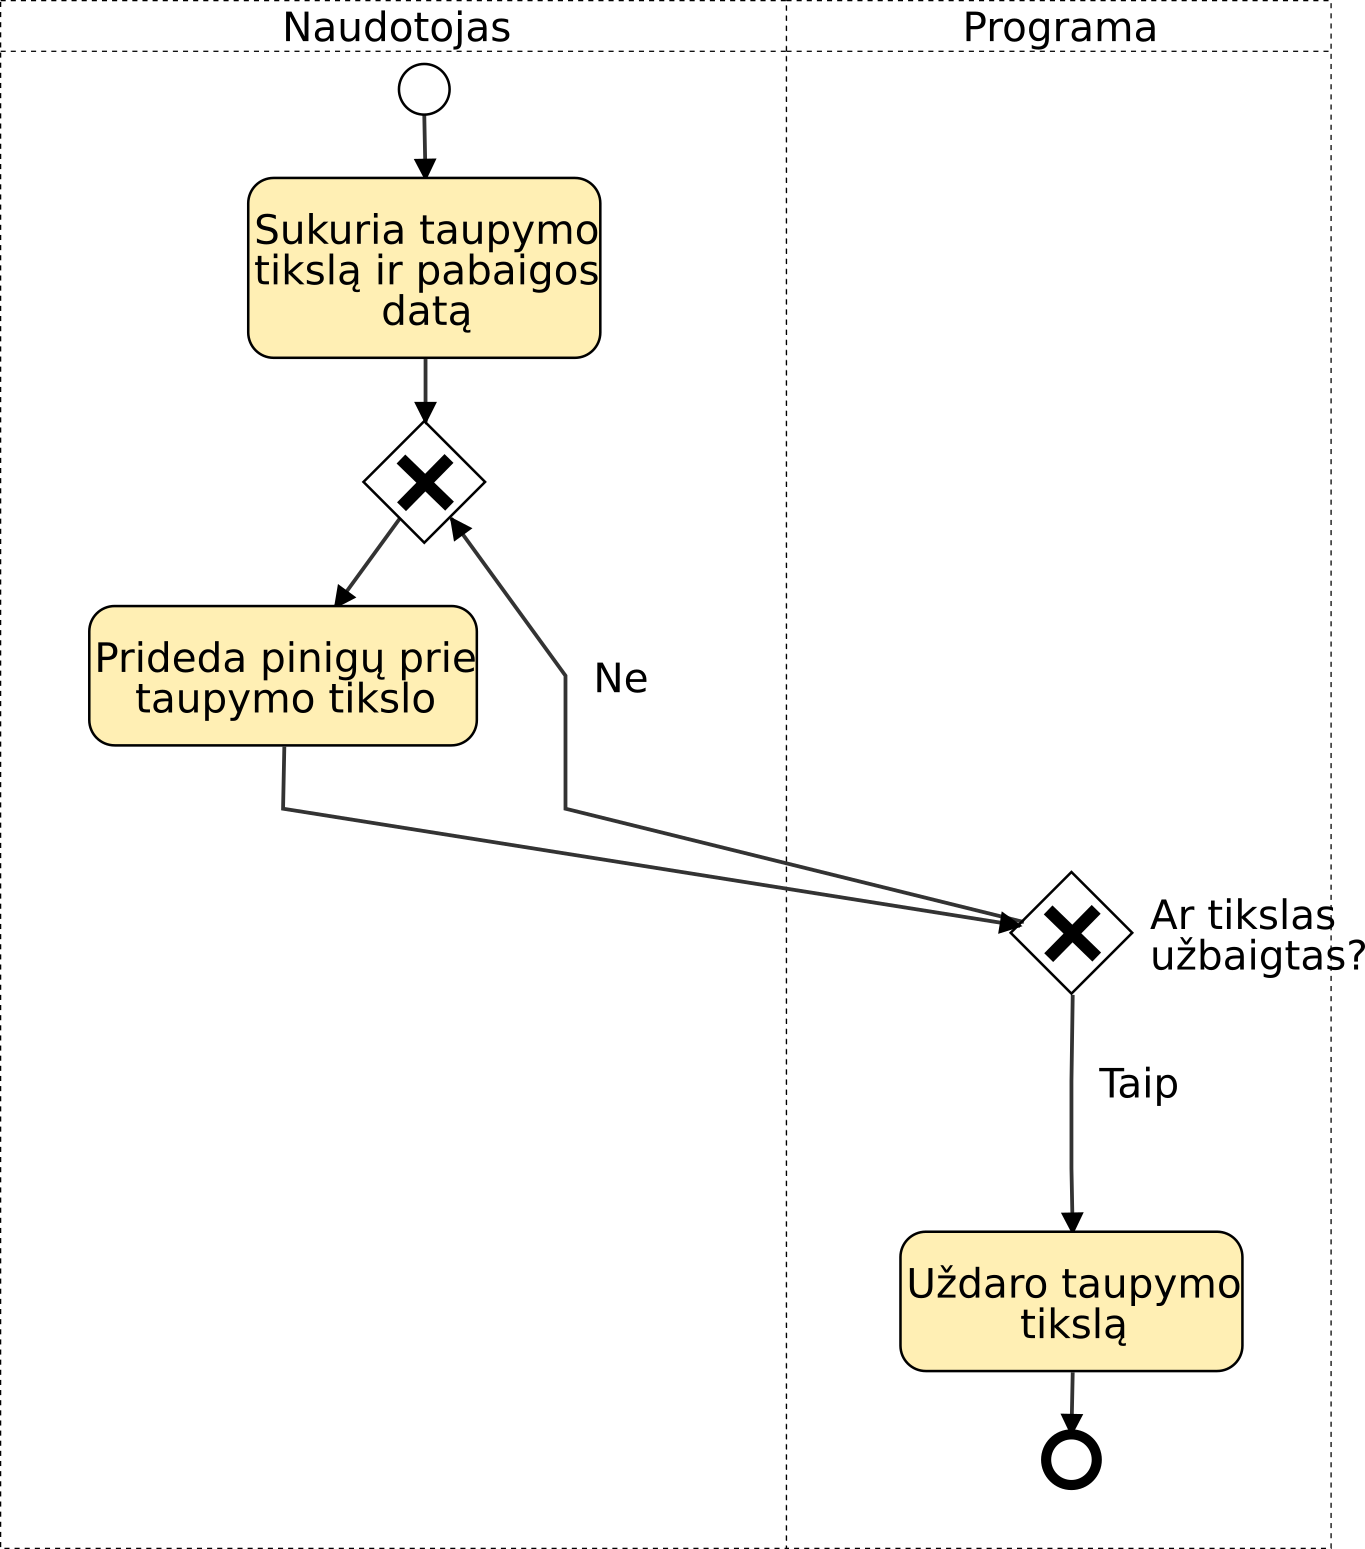 Naudotojas
Programa
Sukuria taupymo
tikslą ir pabaigos
datą
Prideda pinigų prie
taupymo tikslo
Ne
Ar tikslas
užbaigtas?
Taip
Uždaro taupymo
tikslą